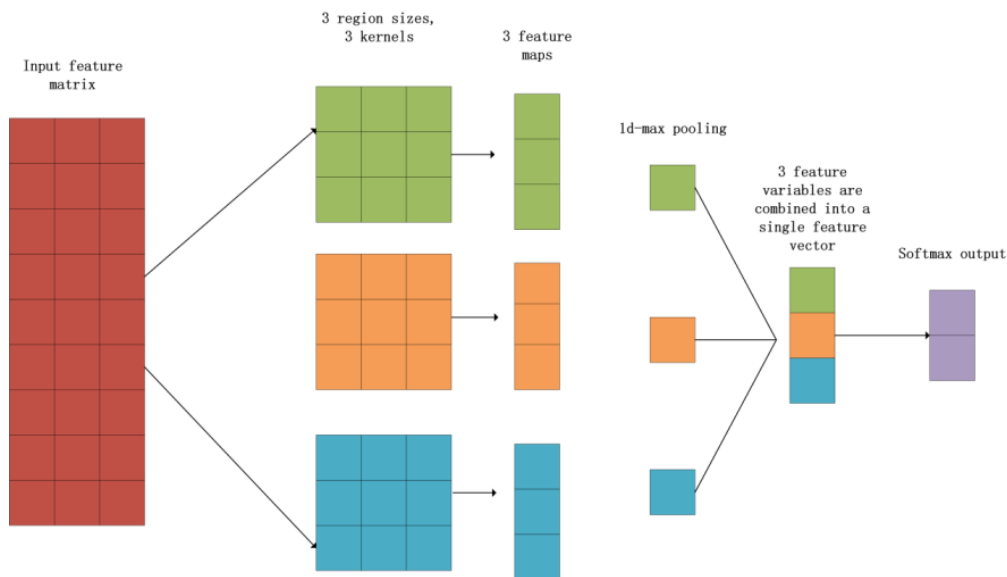 Input feature
matrix
3 region sizes,
3 kernels
3 feature
maps
1d-max pooling
3 feature
variables are
combined into a
single feature
vector
Softmax output